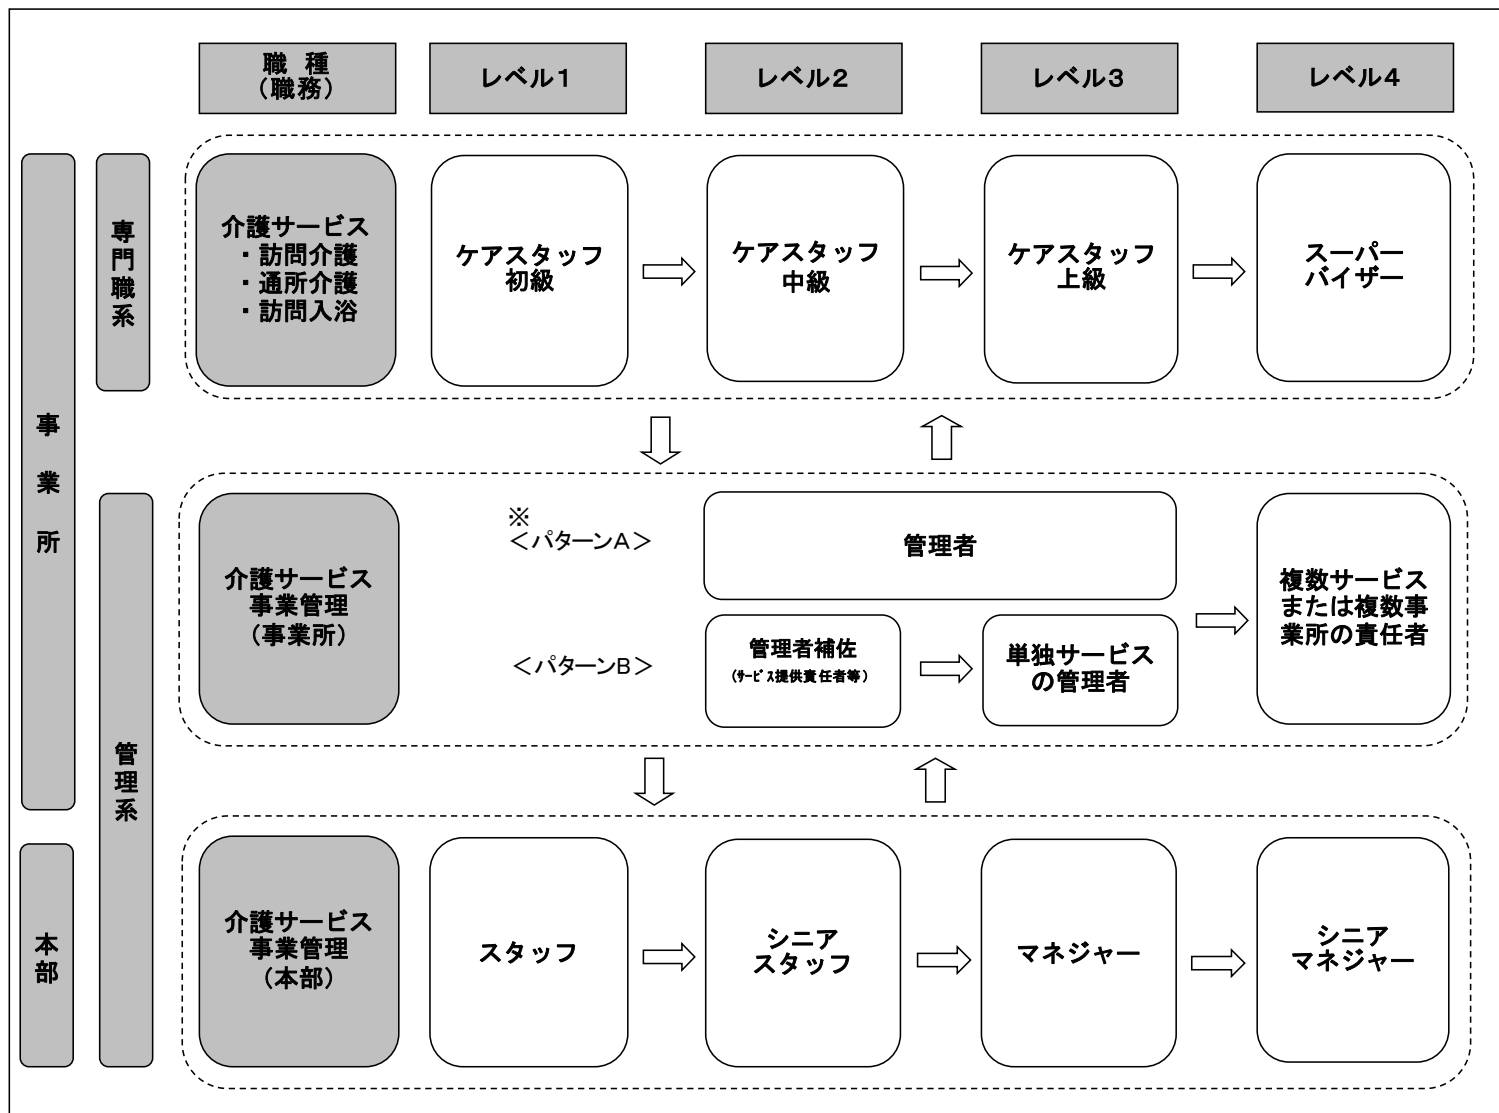 職 種
（職務）
レベル１
レベル２
レベル３
レベル４
事業所
専門職系
介護サービス
・訪問介護
・通所介護
・訪問入浴
ケアスタッフ
初級
ケアスタッフ
中級
ケアスタッフ
上級
スーパー
バイザー
管理系
介護サービス
事業管理
（事業所）
※
＜パターンA＞
管理者
＜パターンB＞
管理者補佐
（ｻｰﾋﾞｽ提供責任者等）
単独サービス
の管理者
複数サービス
または複数事
業所の責任者
本部
介護サービス
事業管理
（本部）
スタッフ
シニア
スタッフ
マネジャー
シニア
マネジャー